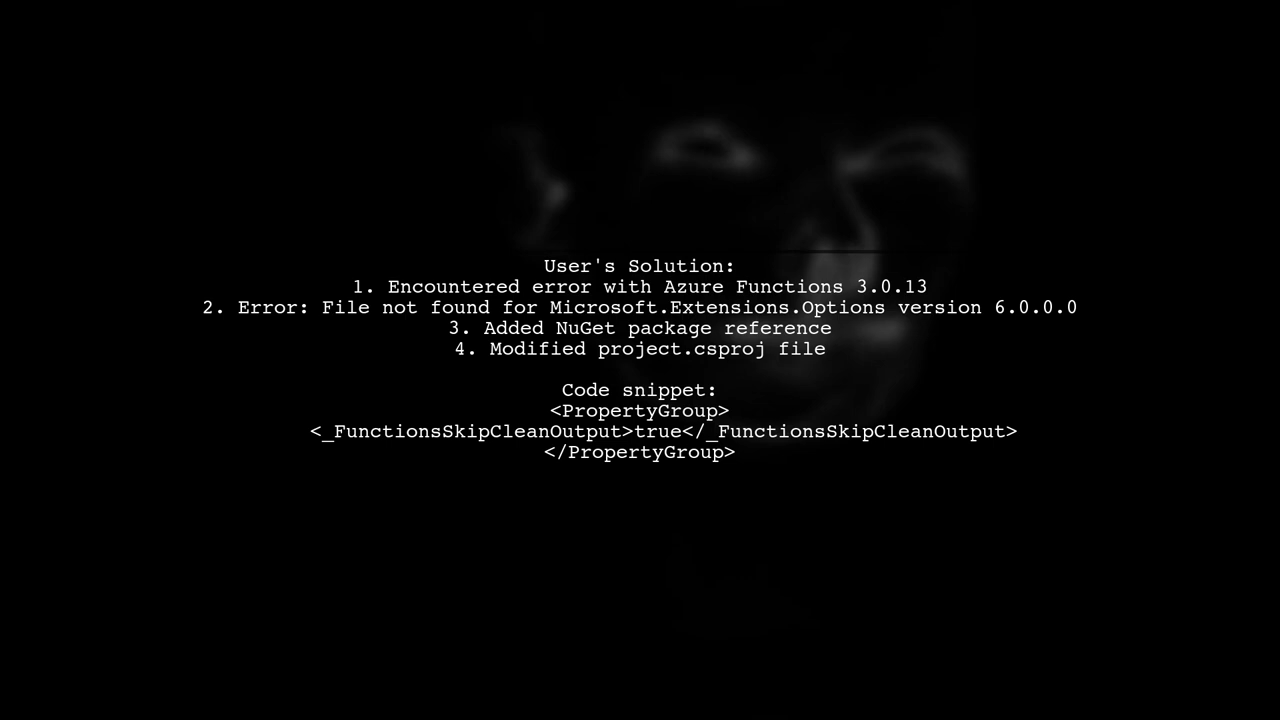 User's Solution:
1. Encountered error with Azure Functions 3.0.13
2. Error: File not found for Microsoft.Extensions.Options version 6.0.0.0
3. Added NuGet package reference
4. Modified project.csproj file
Code snippet:
<PropertyGroup>
<_FunctionsSkipCleanOutput>true</_FunctionsSkipCleanOutput>
</PropertyGroup>